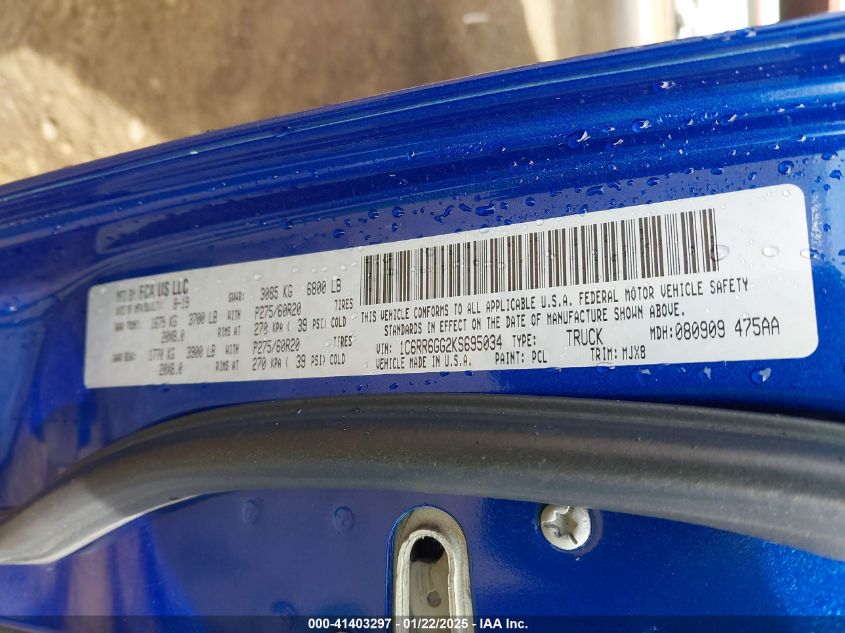 MFD BY: FCA US LLC
DATE OF MFR: 8-19 GVWR: 3085 KG 6800 LB
GAWR FRONT: 1679 KG 3700 LB P275/60R20 TIRES
20X8.0 RIMS AT 270 KPA ( 39 PSI) COLD
GAWR REAR: 1770 KG 3900 LB P275/60R20 TIRES
20X8.0 RIMS AT 270 KPA ( 39 PSI) COLD
THIS VEHICLE CONFORMS TO ALL APPLICABLE U.S.A. FEDERAL MOTOR VEHICLE SAFETY
STANDARDS IN EFFECT ON THE DATE OF MANUFACTURE SHOWN ABOVE.
VIN: 1C6RR6GG2KS695034 TYPE: TRUCK MDH: 080909 475AA
VEHICLE MADE IN U.S.A. PAINT: PCL TRIM: MJX8
000-41403297 - 01/22/2025 - IAA Inc.